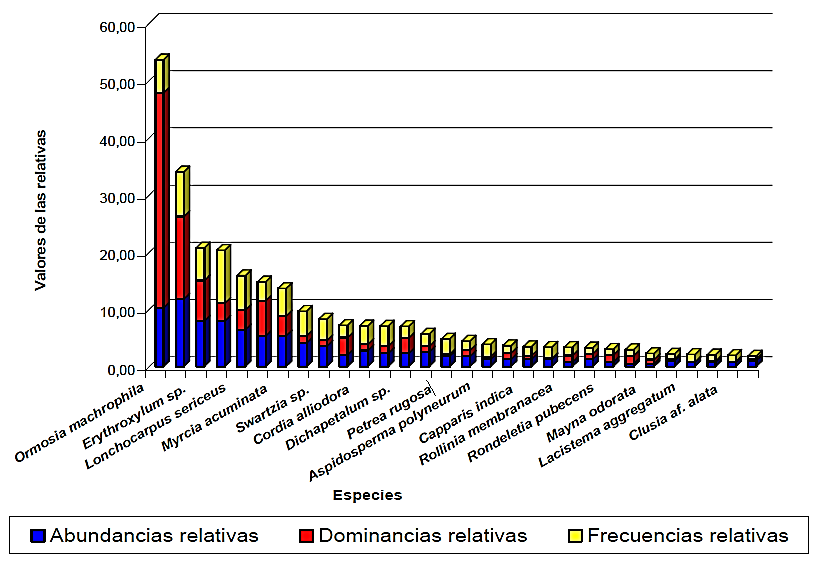 60,00
50,00
40,00
30,00
20,00
10,00
0,00
Valores de las relativas
Ormosia machrophila
Erythroxylum sp.
Lonchocarpus sericeus
Myrcia acuminata
Swartzia sp.
Cordia alliodora
Dichapetalum sp.
Petrea rugosa
Aspidosperma polyneurum
Capparis indica
Rollinia membranacea
Rondeletia pubecens
Mayna odorata
Lacistema aggregatum
Clusia af. alata
Especies
Abundancias relativas
Dominancias relativas
Frecuencias relativas